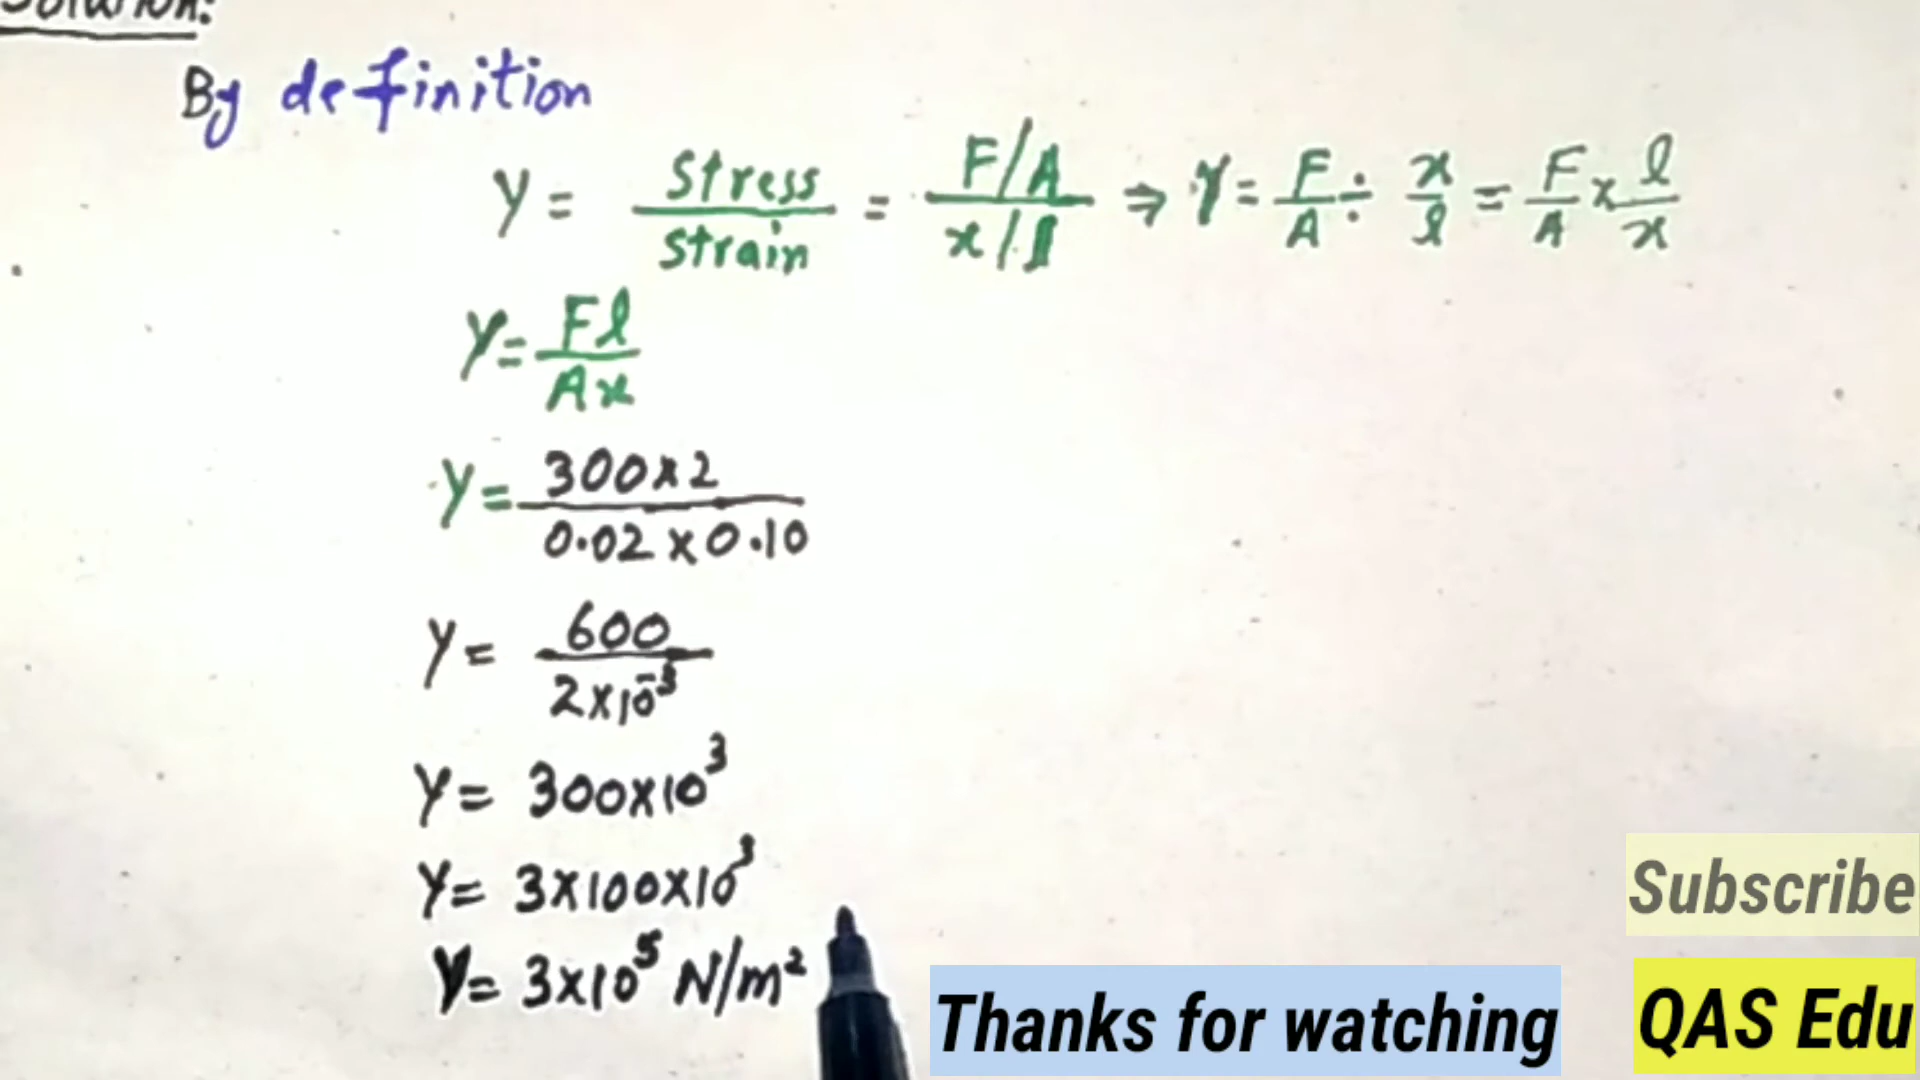 Solution:
By definition
Y = Stress/Strain = F/A / x/l ⇒ Y = F/A ÷ x/l = F/A × l/x
Y = Fl/Ax
Y = 300×2/0.02×0.10
Y = 600/2×10⁻³
Y = 300×10³
Y = 3×100×10³
Y = 3×10⁵ N/m²
Subscribe
Thanks for watching
QAS Edu